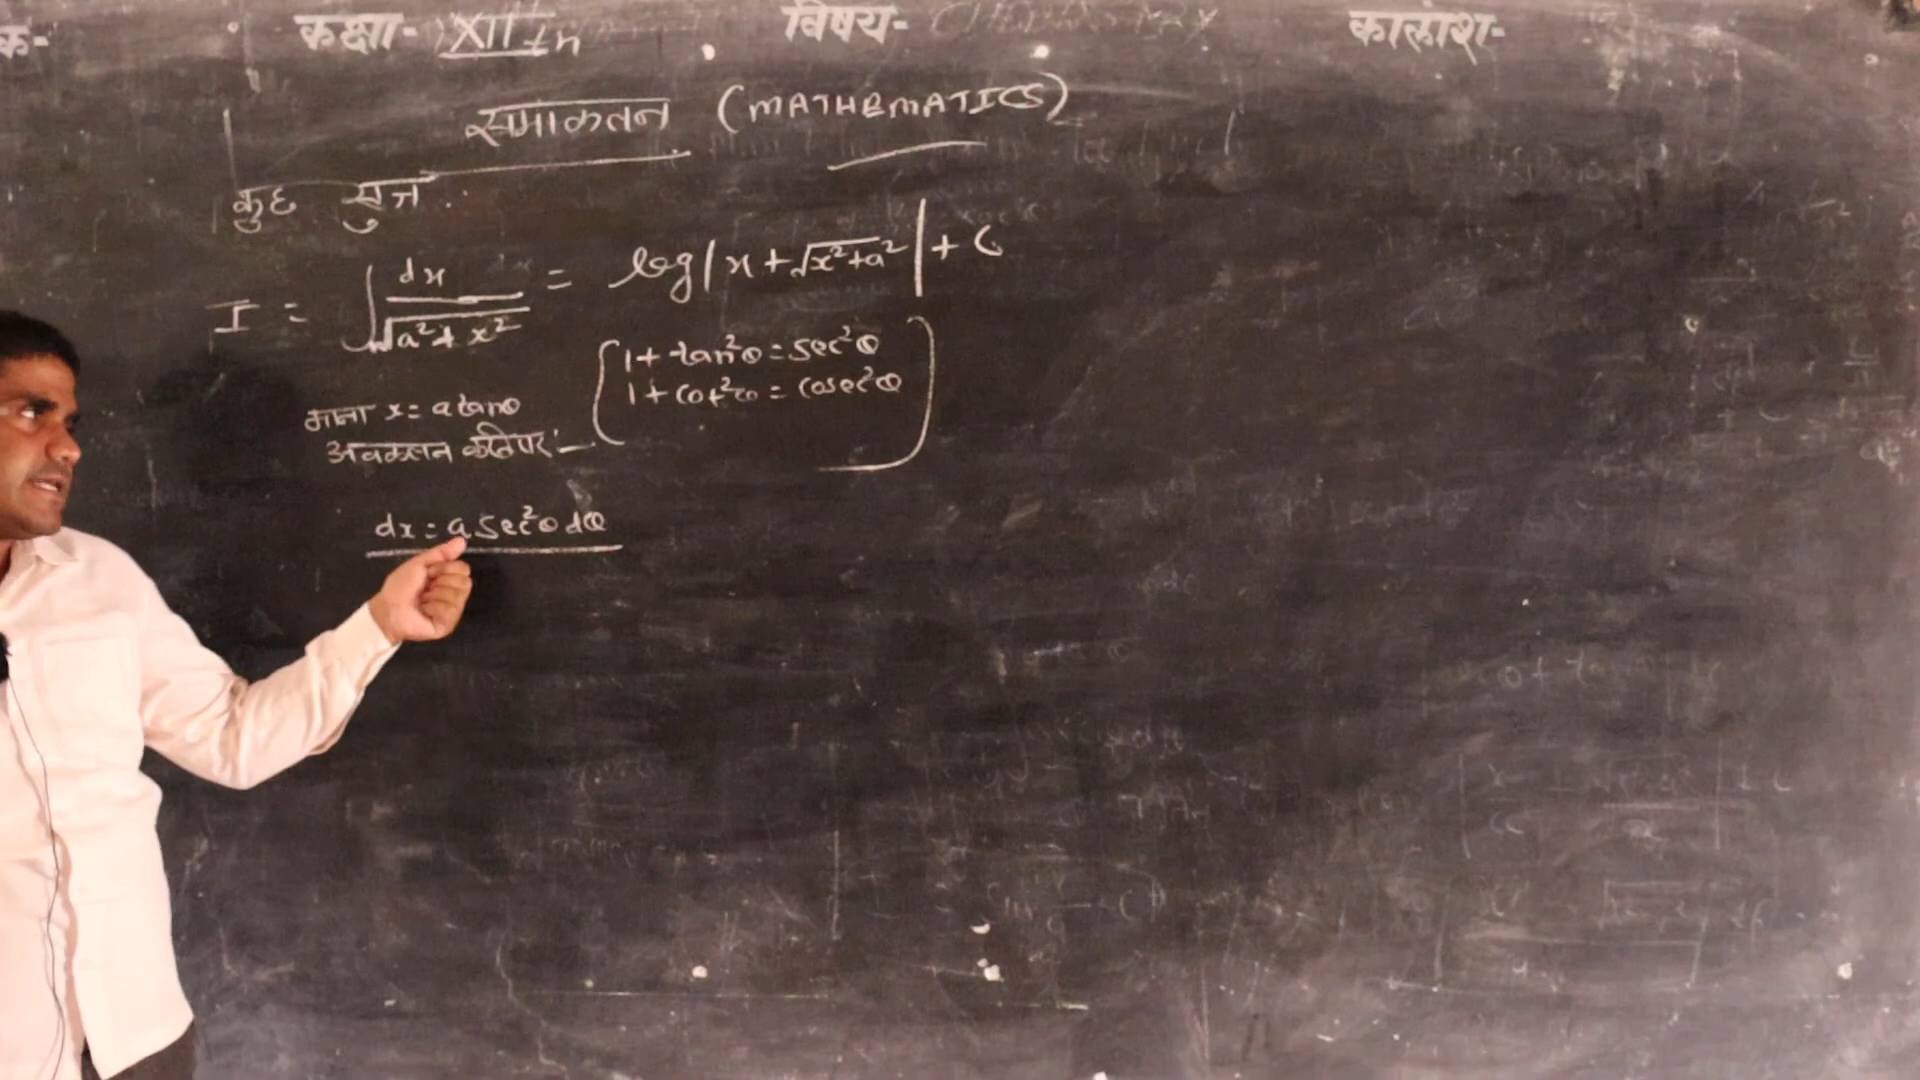 क-
कक्षा- XII th विषय- कालांश-
समाकलन (MATHEMATICS)
कुछ सुत्र
I = ∫ dx / √(a² + x²) = log|x + √(x²+a²)| + C
1 + tan²θ = sec²θ
1 + cot²θ = cosec²θ
माना x = a tanθ
अवकलन करने पर :—
dx = a sec²θ dθ